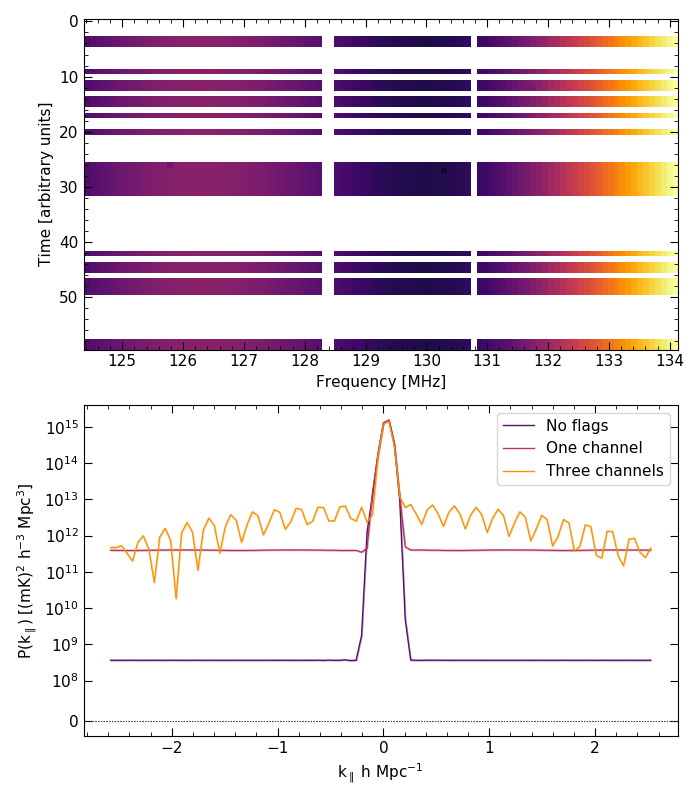 0
10
20
30
40
50
Time [arbitrary units]
125 126 127 128 129 130 131 132 133 134
Frequency [MHz]
No flags
One channel
Three channels
10^15
10^14
10^13
10^12
10^11
10^10
10^9
10^8
0
P(k_∥) [(mK)^2 h^−3 Mpc^3]
−2 −1 0 1 2
k_∥ h Mpc^−1